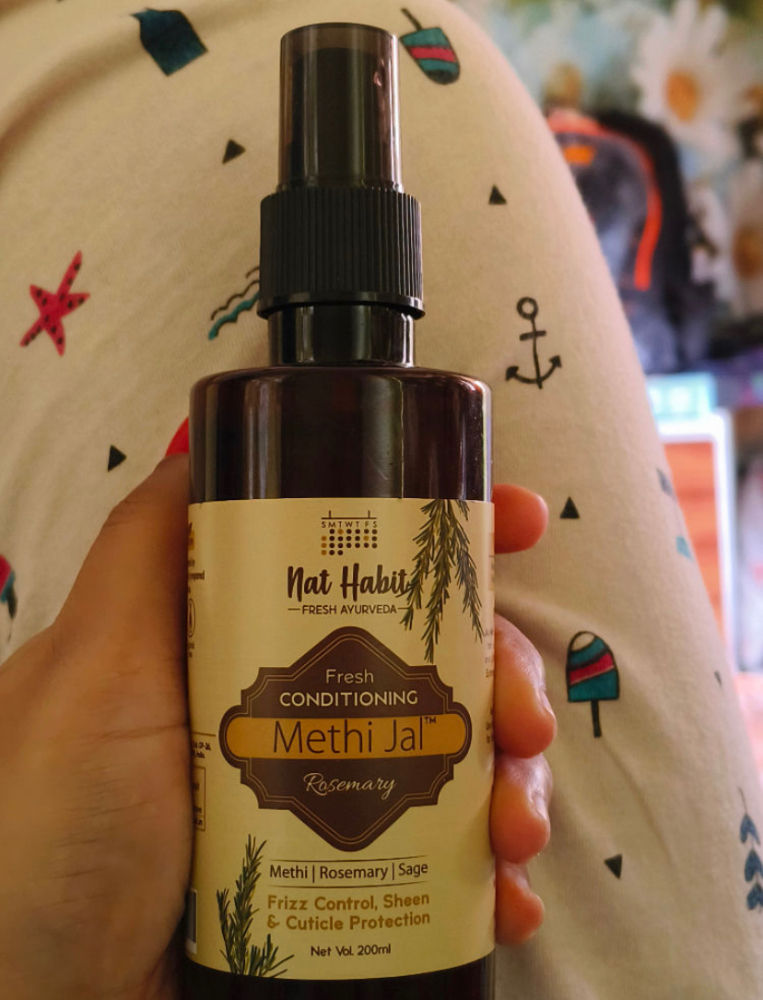 SMTWTFS
Nat Habit
FRESH AYURVEDA
Fresh
CONDITIONING
Methi Jal™
Rosemary
Methi | Rosemary | Sage
Frizz Control, Sheen
& Cuticle Protection
Net Vol. 200ml